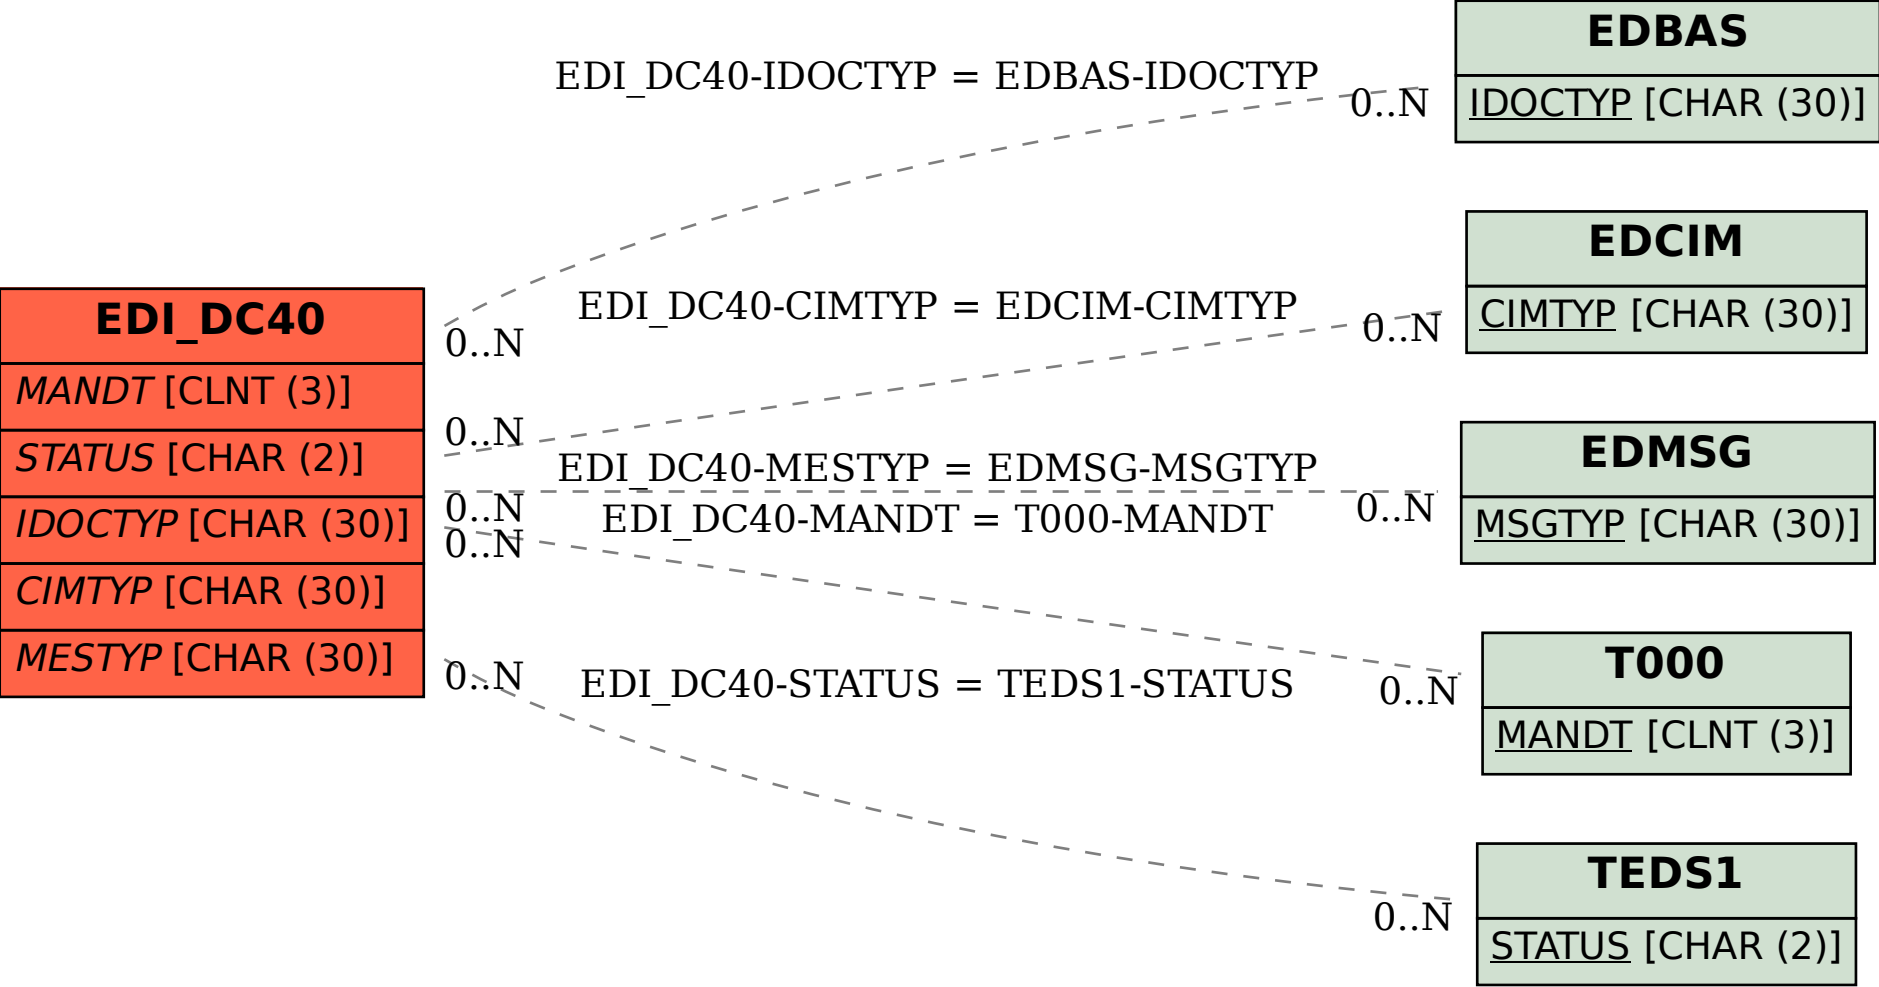 EDI_DC40
MANDT [CLNT (3)]
STATUS [CHAR (2)]
IDOCTYP [CHAR (30)]
CIMTYP [CHAR (30)]
MESTYP [CHAR (30)]
EDI_DC40-IDOCTYP = EDBAS-IDOCTYP
0..N
0..N
EDI_DC40-CIMTYP = EDCIM-CIMTYP
0..N
0..N
EDI_DC40-MESTYP = EDMSG-MSGTYP
0..N
0..N
EDI_DC40-MANDT = T000-MANDT
0..N
0..N
EDI_DC40-STATUS = TEDS1-STATUS
0..N
0..N
EDBAS
IDOCTYP [CHAR (30)]
EDCIM
CIMTYP [CHAR (30)]
EDMSG
MSGTYP [CHAR (30)]
T000
MANDT [CLNT (3)]
TEDS1
STATUS [CHAR (2)]